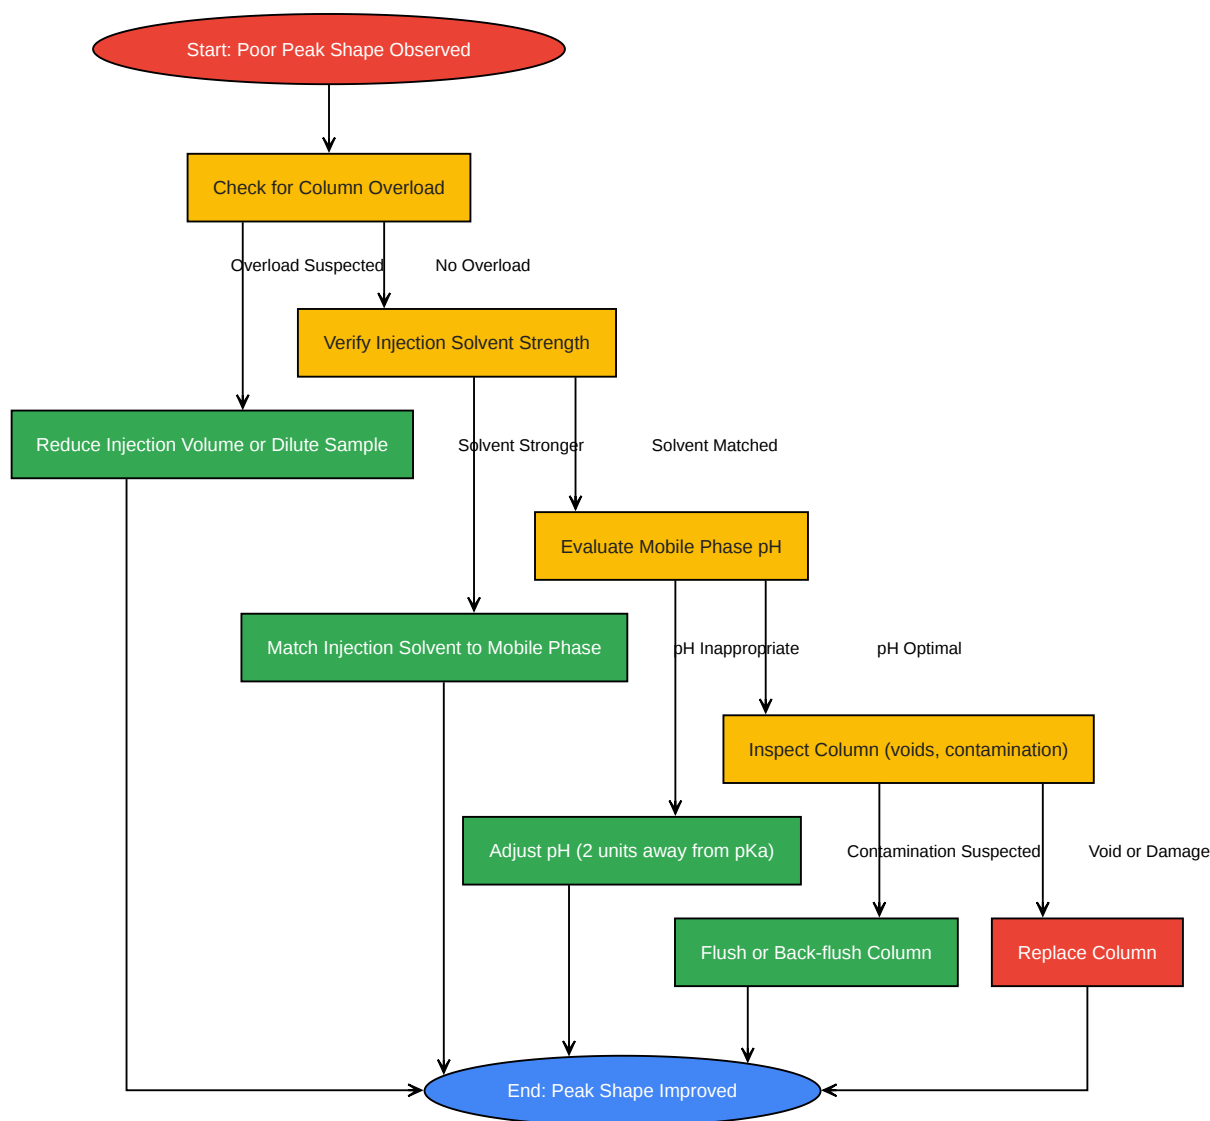 Start: Poor Peak Shape Observed
Check for Column Overload
Overload Suspected
No Overload
Verify Injection Solvent Strength
Reduce Injection Volume or Dilute Sample
Solvent Stronger
Solvent Matched
Evaluate Mobile Phase pH
Match Injection Solvent to Mobile Phase
pH Inappropriate
pH Optimal
Inspect Column (voids, contamination)
Adjust pH (2 units away from pKa)
Contamination Suspected
Void or Damage
Flush or Back-flush Column
Replace Column
End: Peak Shape Improved